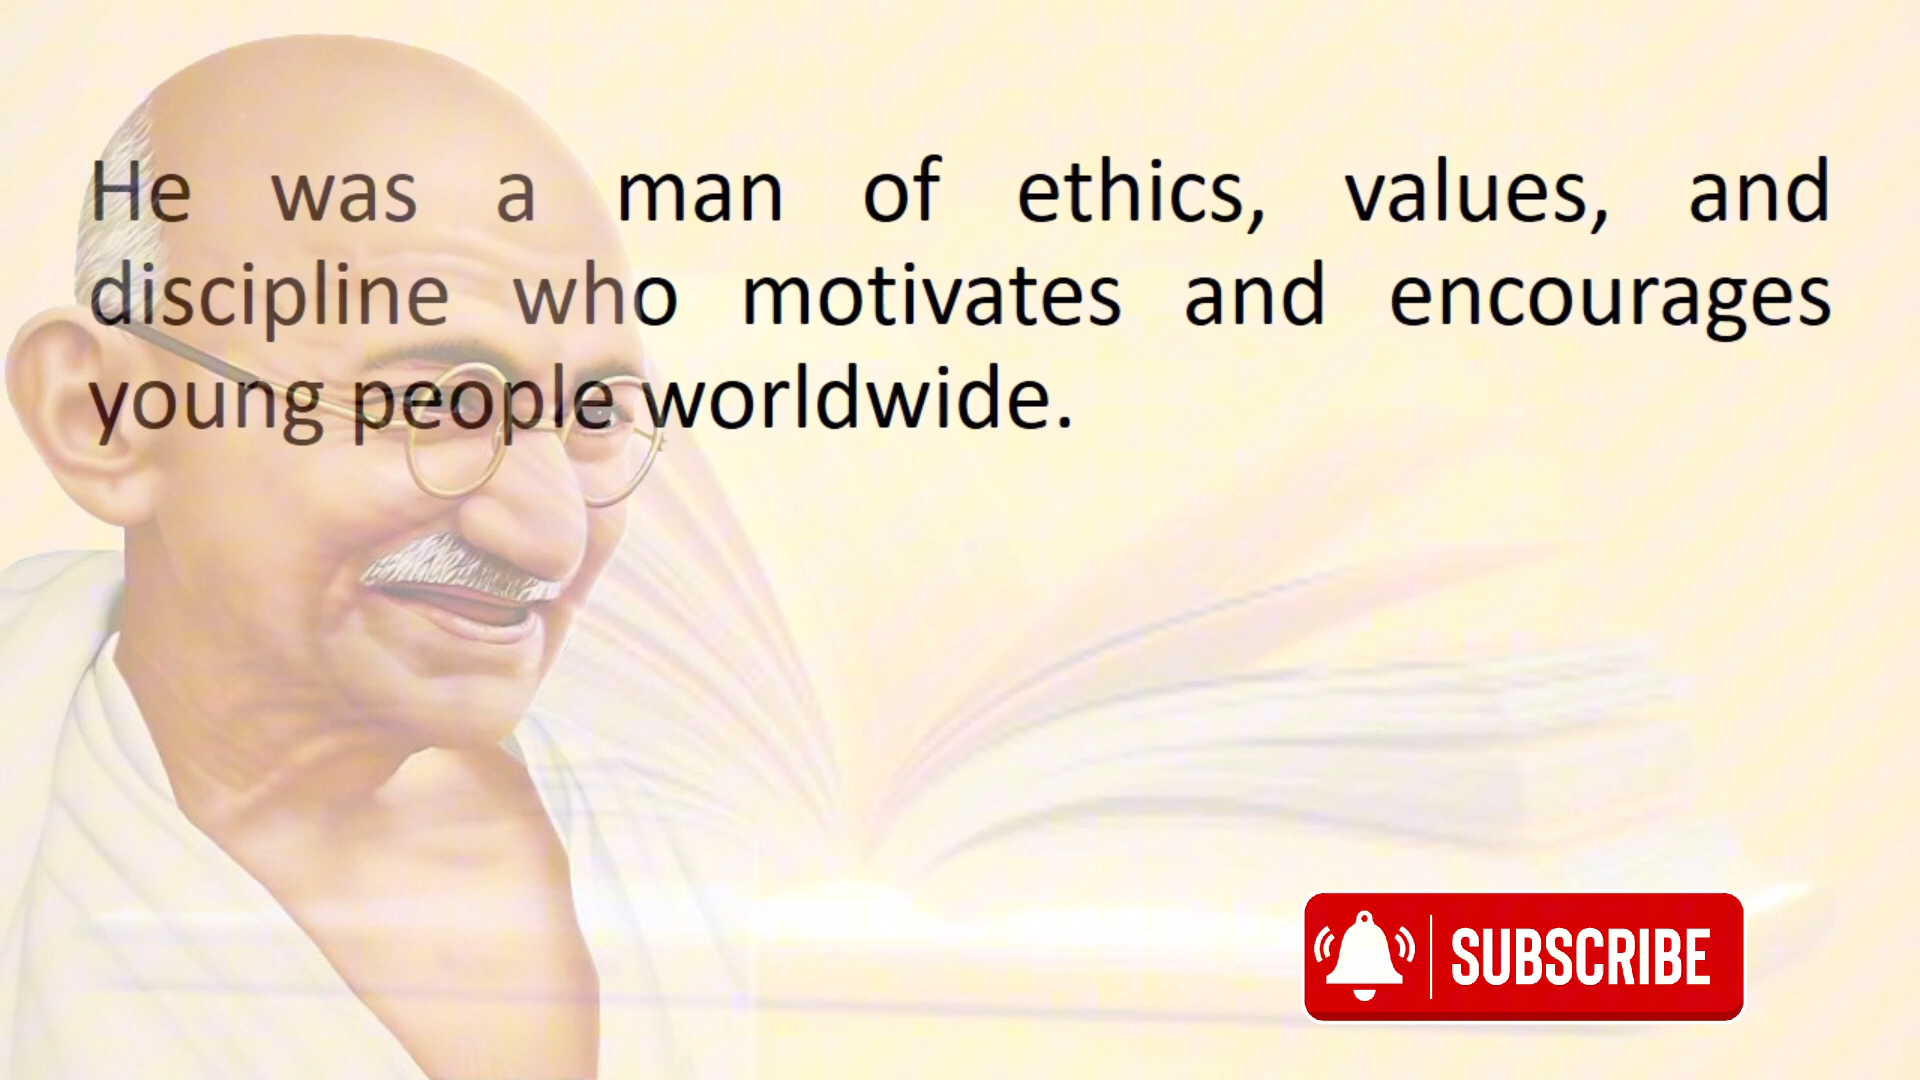 He was a man of ethics, values, and
discipline who motivates and encourages
young people worldwide.
SUBSCRIBE